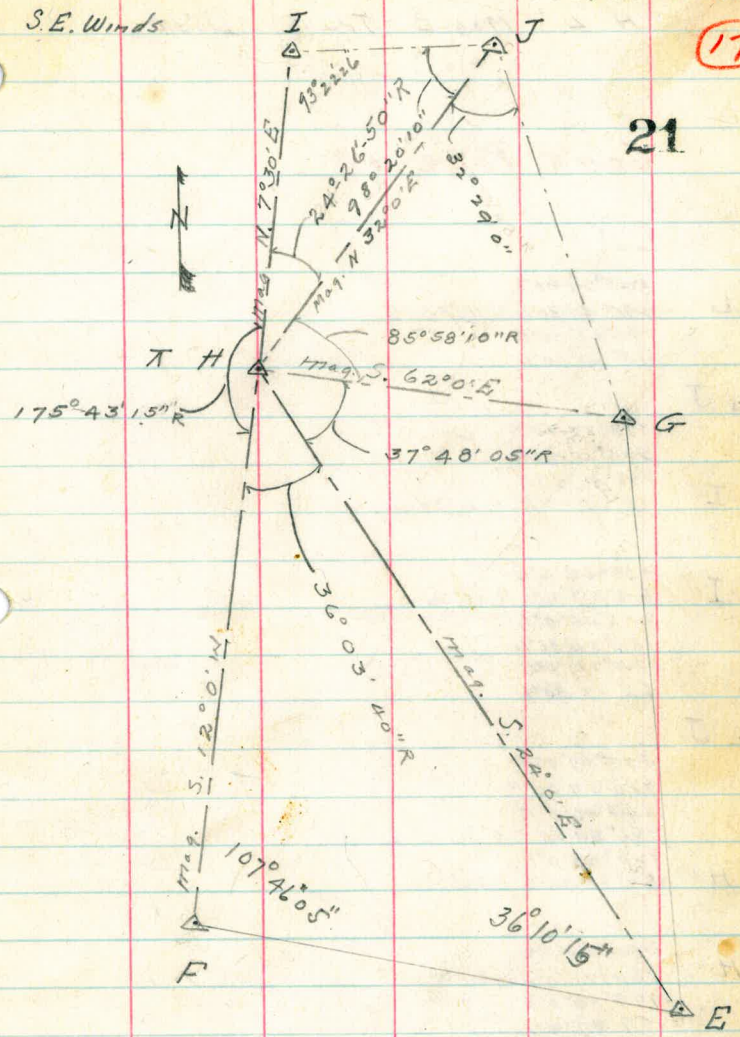 S.E. Winds
I
J
17
21
93°22'26"
24°-26'-50"R
98°20'10"
32°29'0"
Mag. N. 7°30'E
Mag. N 32°0'E
N
85°58'10"R
π H
Mag. S. 62°0'E
G
175°-43'15"R
37°48'05"R
36°03'40"R
Mag. S. 24°0'E
Mag. S. 12°0'W
107°46'05"
36°10'15"
F
E